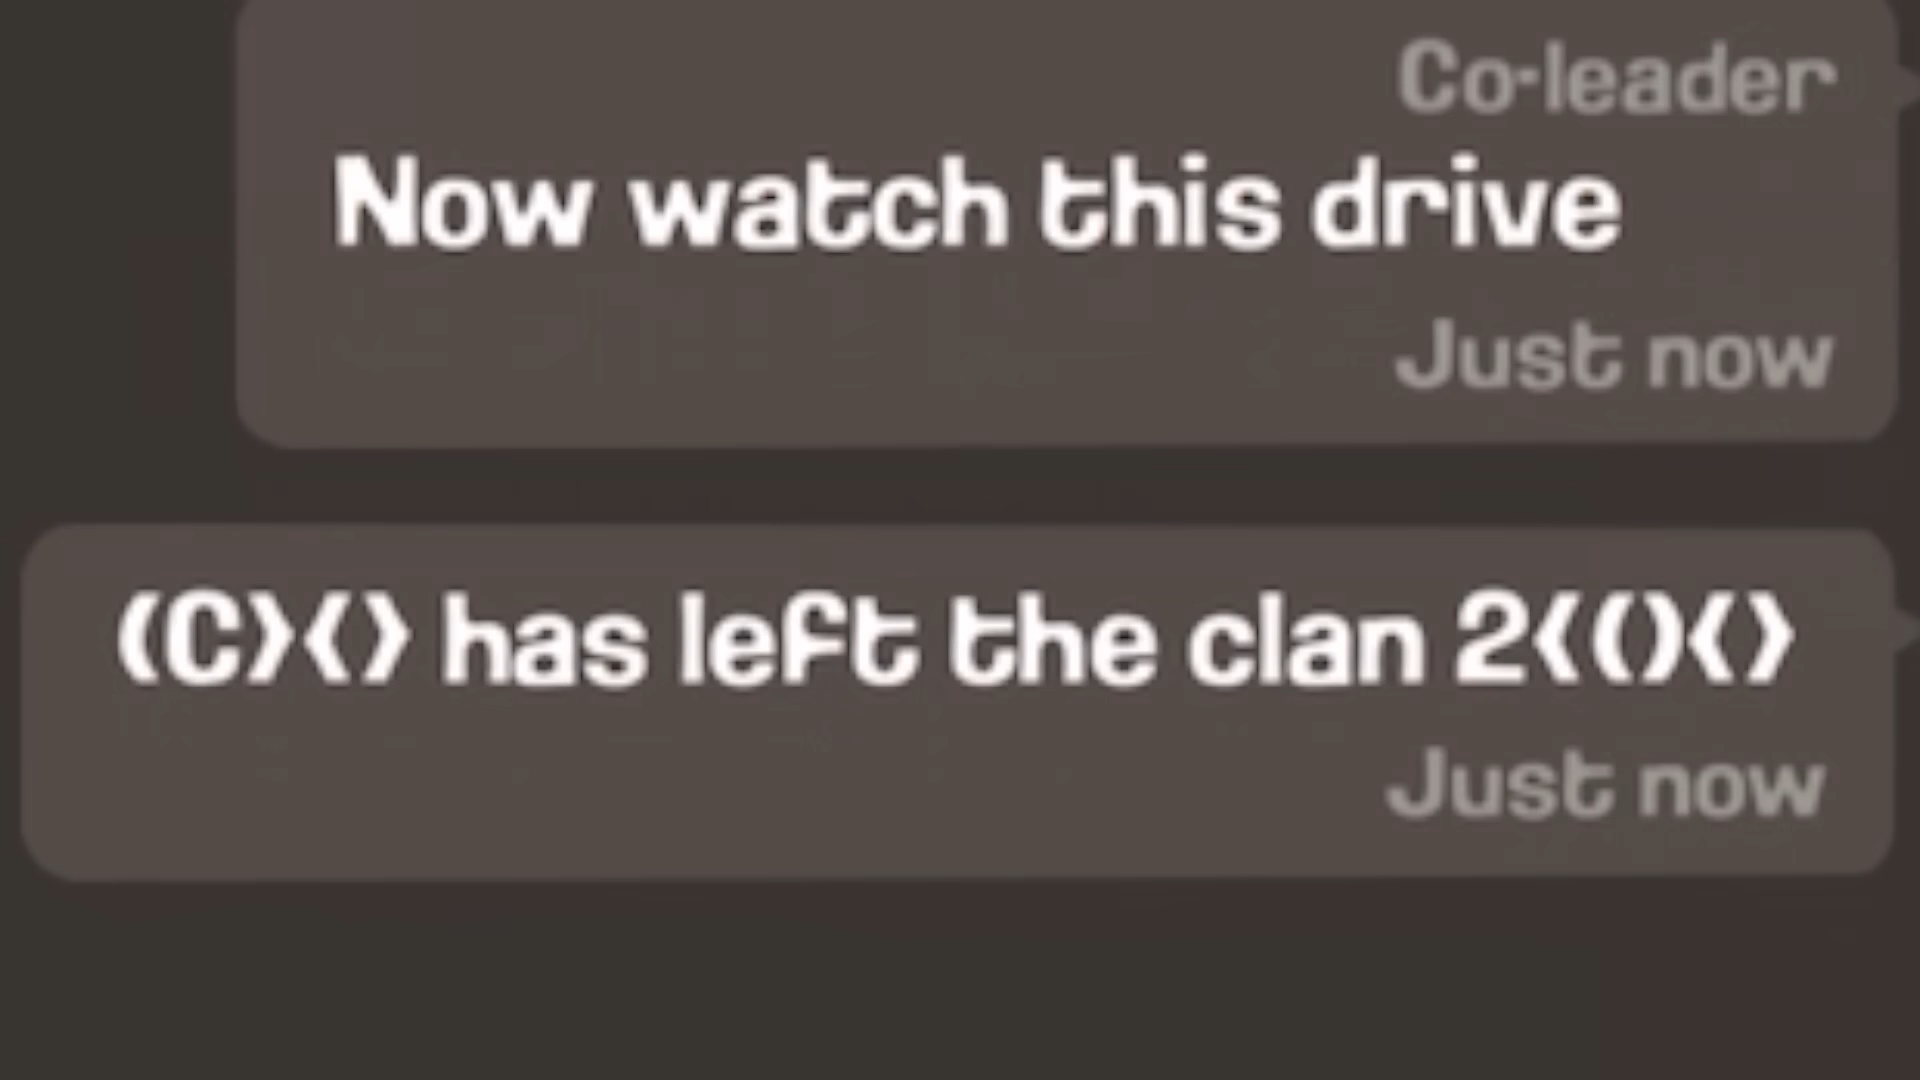 Co-leader
Now watch this drive
Just now
(C>)<> has left the clan 2<()<>
Just now